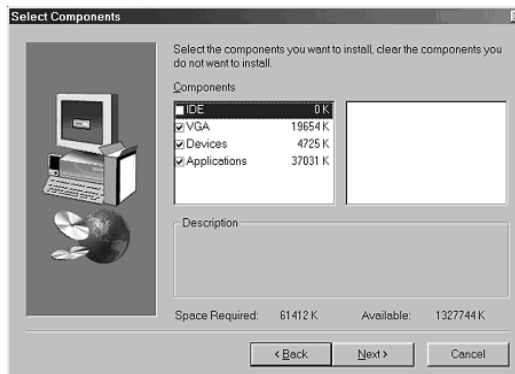 Select Components
Select the components you want to install, clear the components you
do not want to install.
Components
IDE 0 K
VGA 19654 K
Devices 4725 K
Applications 37031 K
Description
Space Required: 61412 K Available: 1327744 K
< Back Next > Cancel